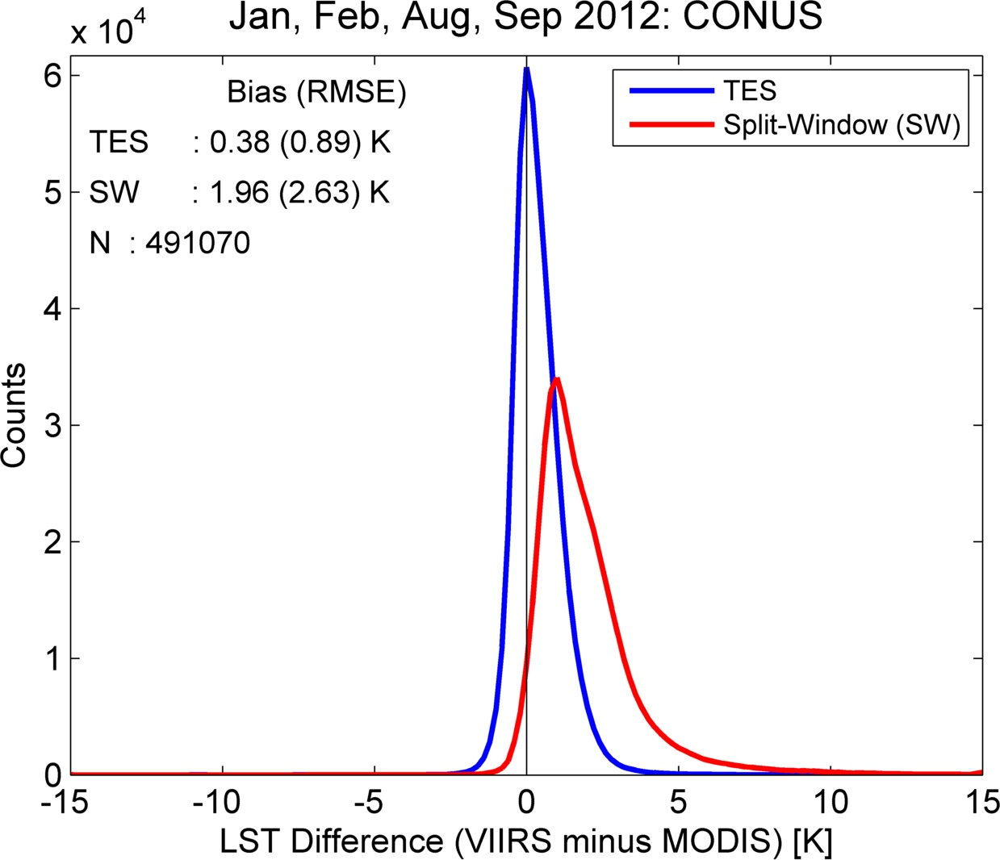 Jan, Feb, Aug, Sep 2012: CONUS
x 10⁴
Bias (RMSE)
TES : 0.38 (0.89) K
SW : 1.96 (2.63) K
N : 491070
TES
Split-Window (SW)
6
5
4
3
2
1
0
Counts
-15 -10 -5 0 5 10 15
LST Difference (VIIRS minus MODIS) [K]